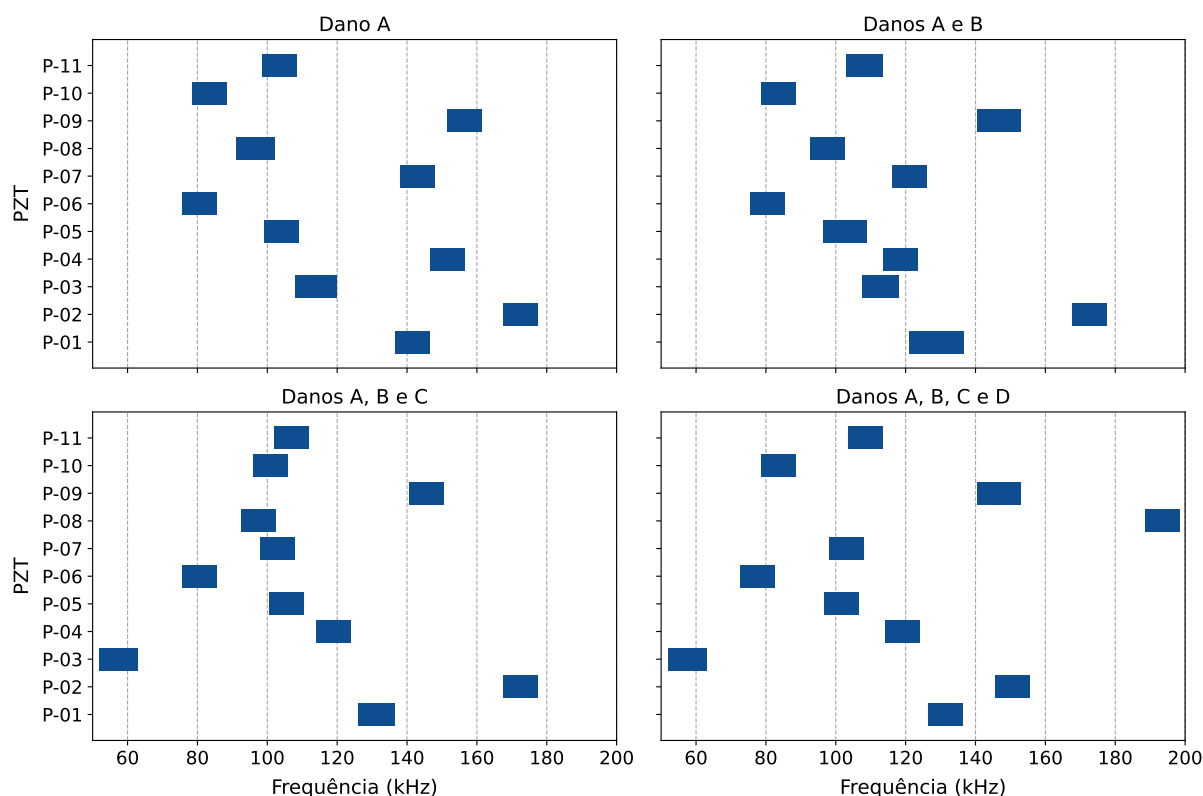 Dano A
Danos A e B
P-11
P-10
P-09
P-08
P-07
P-06
P-05
P-04
P-03
P-02
P-01
PZT
Danos A, B e C
Danos A, B, C e D
P-11
P-10
P-09
P-08
P-07
P-06
P-05
P-04
P-03
P-02
P-01
PZT
60 80 100 120 140 160 180 200
60 80 100 120 140 160 180 200
Frequência (kHz)
Frequência (kHz)